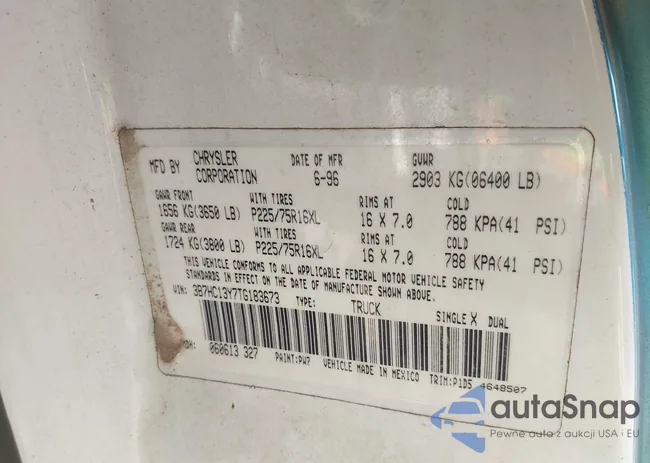 MFD BY CHRYSLER CORPORATION DATE OF MFR 6-96 GVWR 2903 KG(06400 LB)
GAWR FRONT WITH TIRES RIMS AT COLD
1656 KG(3650 LB) P225/75R16XL 16 X 7.0 788 KPA(41 PSI)
GAWR REAR WITH TIRES RIMS AT COLD
1724 KG(3800 LB) P225/75R16XL 16 X 7.0 788 KPA(41 PSI)
THIS VEHICLE CONFORMS TO ALL APPLICABLE FEDERAL MOTOR VEHICLE SAFETY
STANDARDS IN EFFECT ON THE DATE OF MANUFACTURE SHOWN ABOVE.
VIN: 3B7HC13Y7TG183673 TYPE: TRUCK SINGLE X DUAL
MDH: 060613 327 PAINT:PW7 VEHICLE MADE IN MEXICO TRIM:P1D5 4648507
autaSnap
Pewne auta z aukcji USA i EU